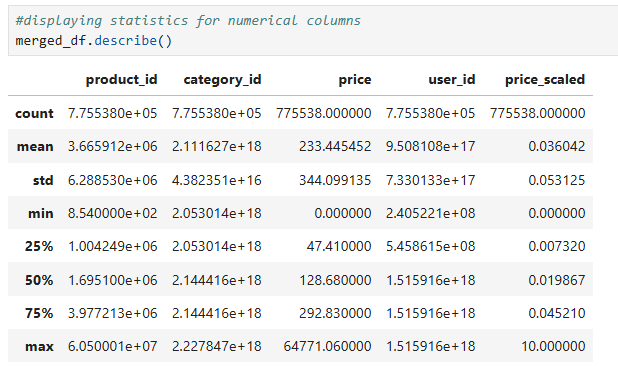 #displaying statistics for numerical columns
merged_df.describe()
product_id category_id price user_id price_scaled
count 7.755380e+05 7.755380e+05 775538.000000 7.755380e+05 775538.000000
mean 3.665912e+06 2.111627e+18 233.445452 9.508108e+17 0.036042
std 6.288530e+06 4.382351e+16 344.099135 7.330133e+17 0.053125
min 8.540000e+02 2.053014e+18 0.000000 2.405221e+08 0.000000
25% 1.004249e+06 2.053014e+18 47.410000 5.458615e+08 0.007320
50% 1.695100e+06 2.144416e+18 128.680000 1.515916e+18 0.019867
75% 3.977213e+06 2.144416e+18 292.830000 1.515916e+18 0.045210
max 6.050001e+07 2.227847e+18 64771.060000 1.515916e+18 10.000000